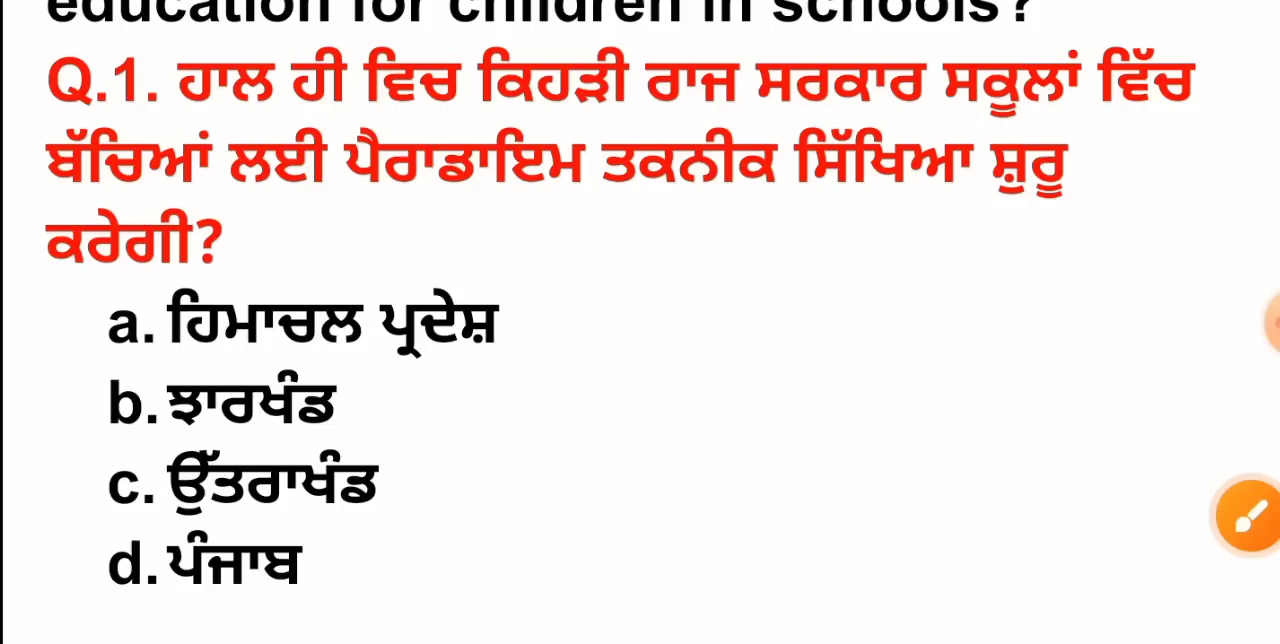 education for children in schools?
Q.1. ਹਾਲ ਹੀ ਵਿਚ ਕਿਹੜੀ ਰਾਜ ਸਰਕਾਰ ਸਕੂਲਾਂ ਵਿੱਚ
ਬੱਚਿਆਂ ਲਈ ਪੈਰਾਡਾਇਮ ਤਕਨੀਕ ਸਿੱਖਿਆ ਸ਼ੁਰੂ
ਕਰੇਗੀ?
a. ਹਿਮਾਚਲ ਪ੍ਰਦੇਸ਼
b. ਝਾਰਖੰਡ
c. ਉੱਤਰਾਖੰਡ
d. ਪੰਜਾਬ